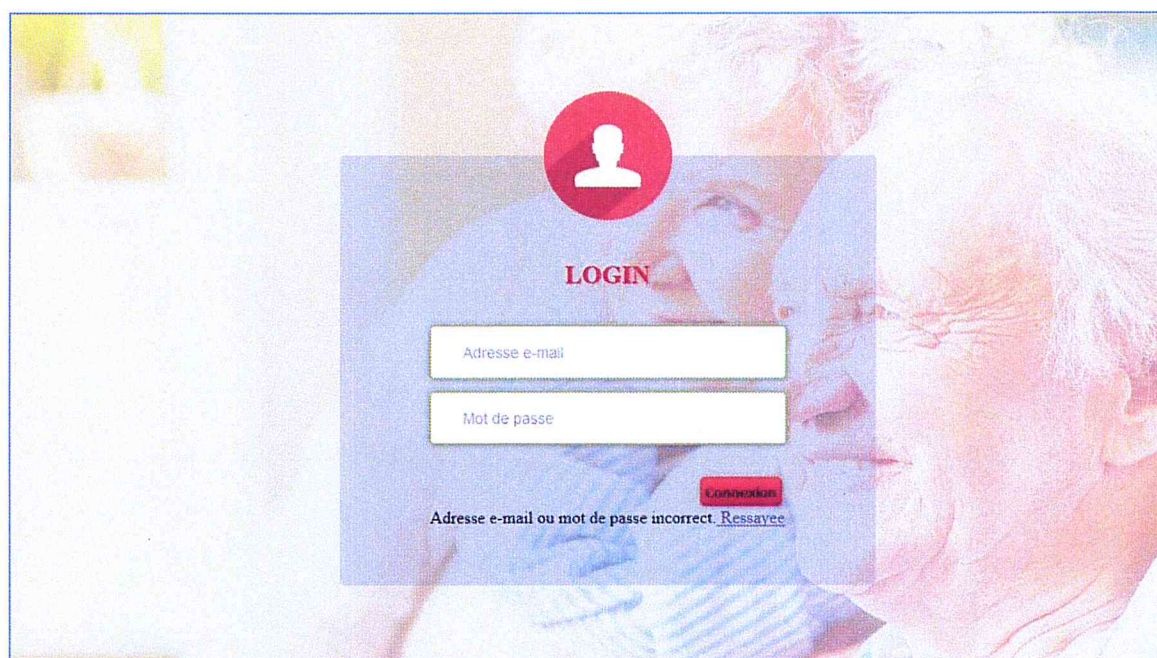 LOGIN
Adresse e-mail
Mot de passe
Connexion
Adresse e-mail ou mot de passe incorrect. Ressayee